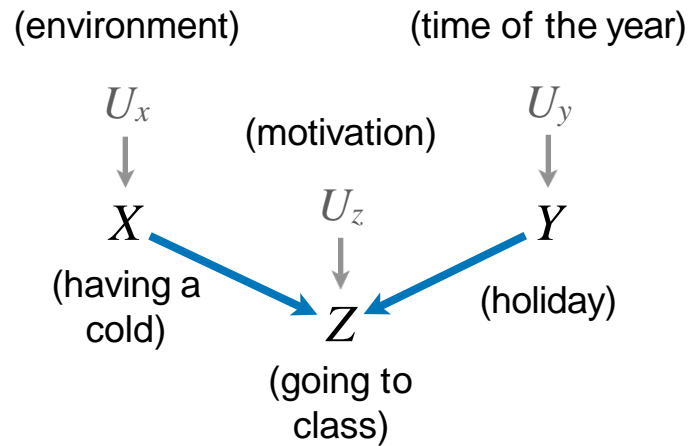 (environment)
(time of the year)
Ux
(motivation)
Uy
X
Uz
Y
(having a
cold)
Z
(holiday)
(going to
class)